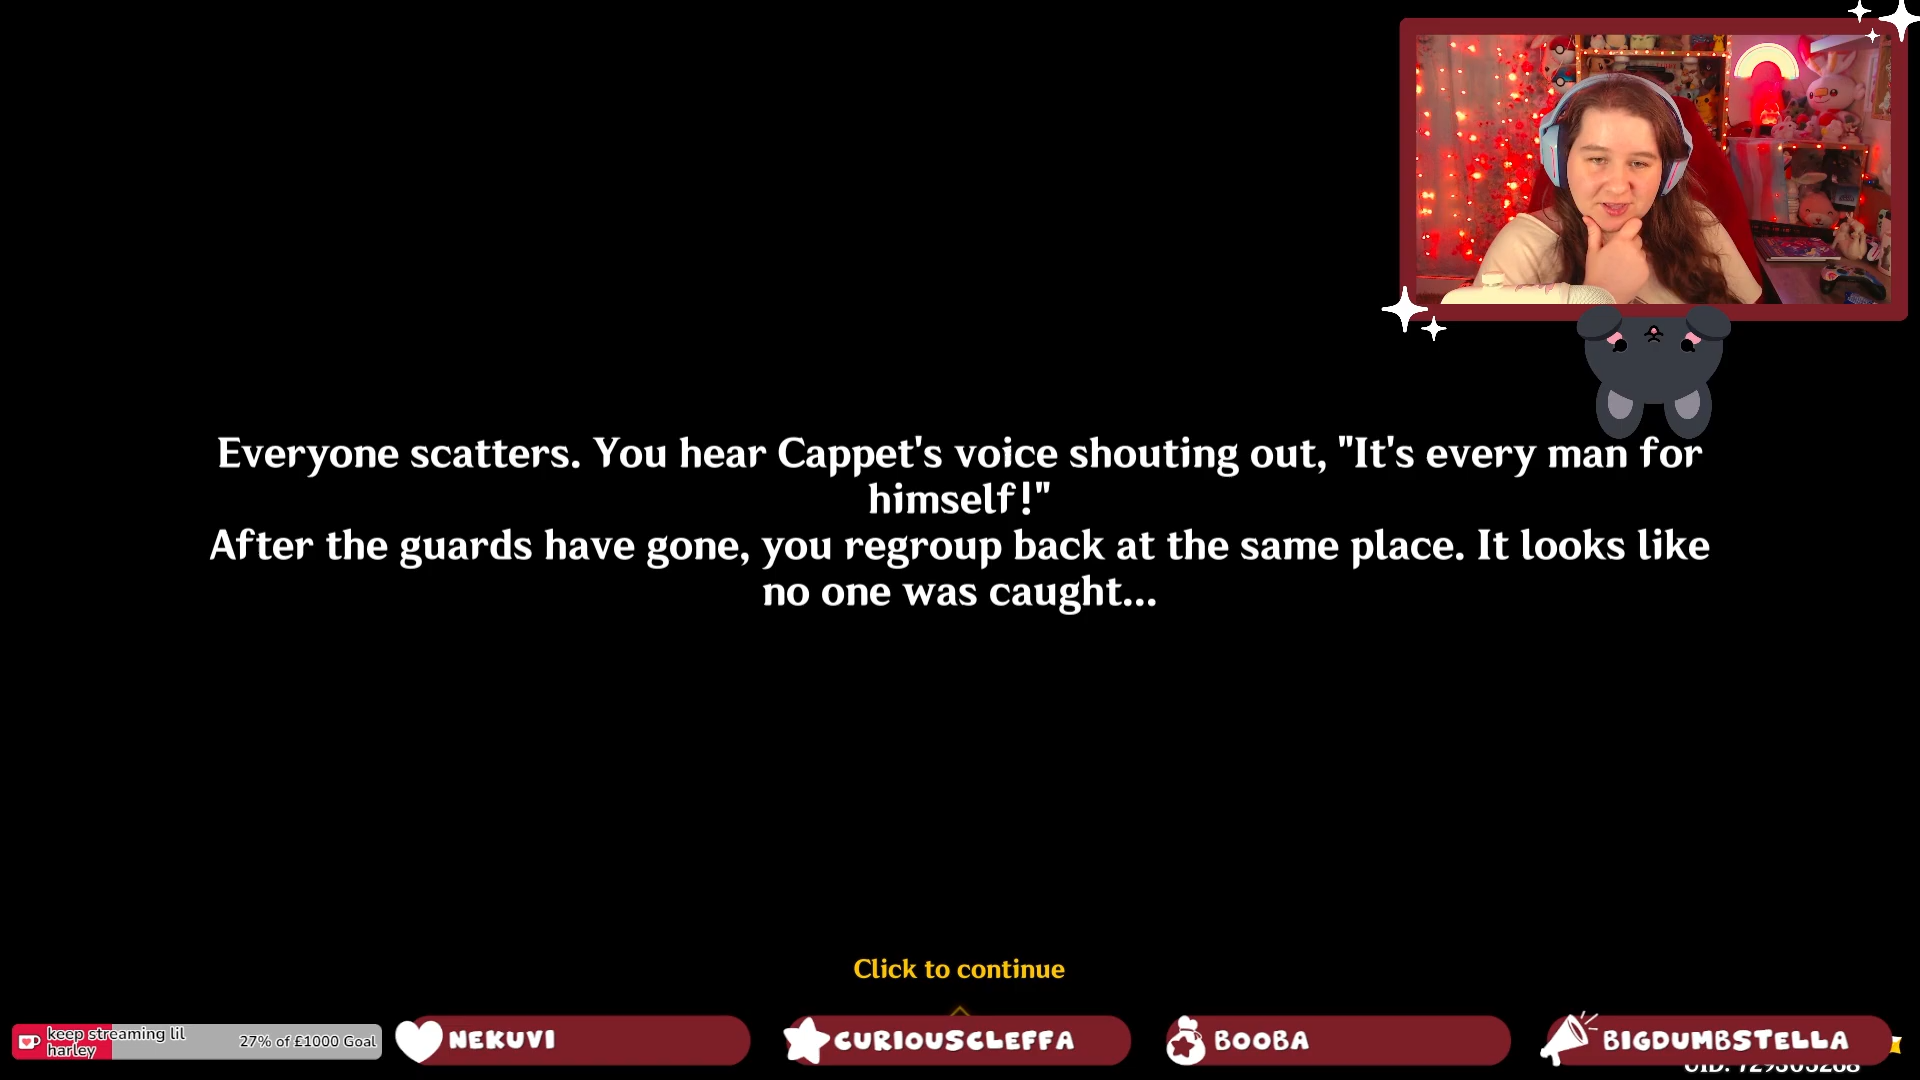 Everyone scatters. You hear Cappet's voice shouting out, "It's every man for
himself!"
After the guards have gone, you regroup back at the same place. It looks like
no one was caught...
Click to continue
keep streaming lil
harley
27% of £1000 Goal
NEKUVI
CURIOUSCLEFFA
BOOBA
BIGDUMBSTELLA